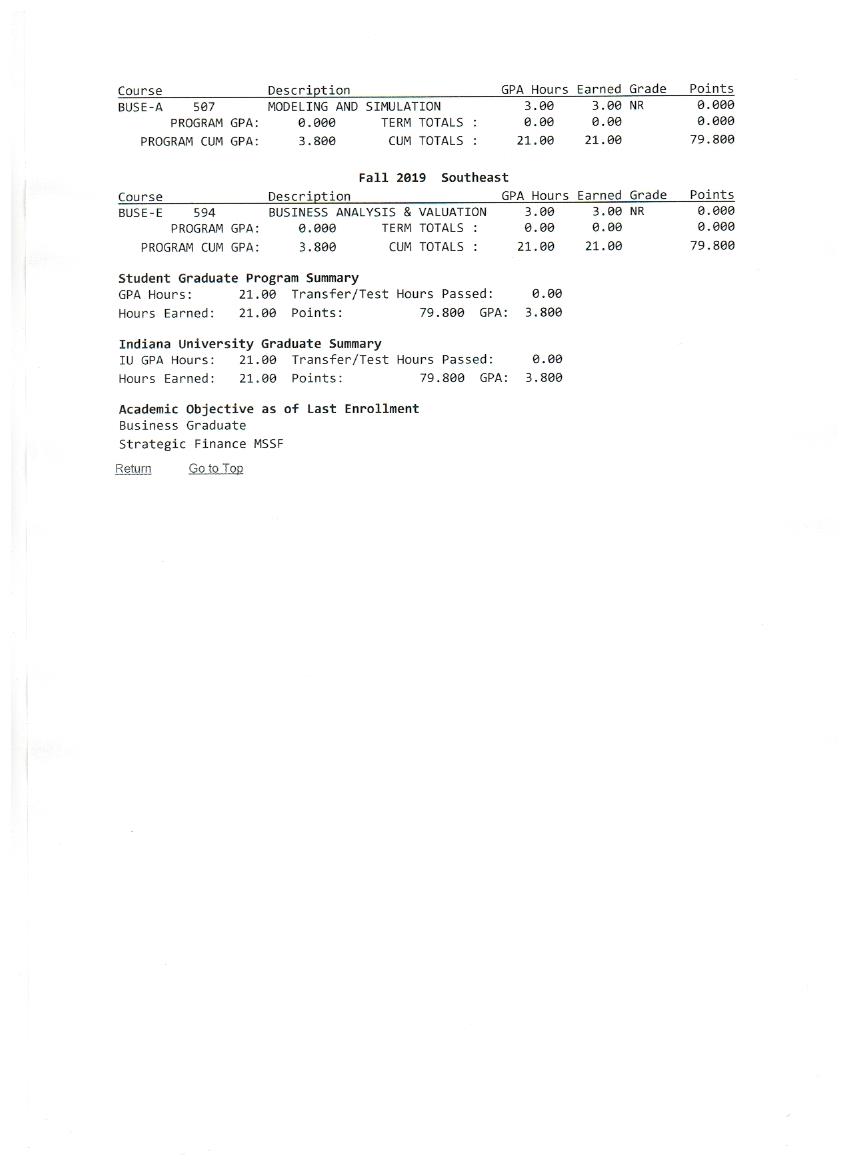 Course Description GPA Hours Earned Grade Points
BUSE-A 507 MODELING AND SIMULATION 3.00 3.00 NR 0.000
PROGRAM GPA: 0.000 TERM TOTALS : 0.00 0.00 0.000
PROGRAM CUM GPA: 3.800 CUM TOTALS : 21.00 21.00 79.800
Fall 2019 Southeast
Course Description GPA Hours Earned Grade Points
BUSE-E 594 BUSINESS ANALYSIS & VALUATION 3.00 3.00 NR 0.000
PROGRAM GPA: 0.000 TERM TOTALS : 0.00 0.00 0.000
PROGRAM CUM GPA: 3.800 CUM TOTALS : 21.00 21.00 79.800
Student Graduate Program Summary
GPA Hours: 21.00 Transfer/Test Hours Passed: 0.00
Hours Earned: 21.00 Points: 79.800 GPA: 3.800
Indiana University Graduate Summary
IU GPA Hours: 21.00 Transfer/Test Hours Passed: 0.00
Hours Earned: 21.00 Points: 79.800 GPA: 3.800
Academic Objective as of Last Enrollment
Business Graduate
Strategic Finance MSSF
Return Go to Top